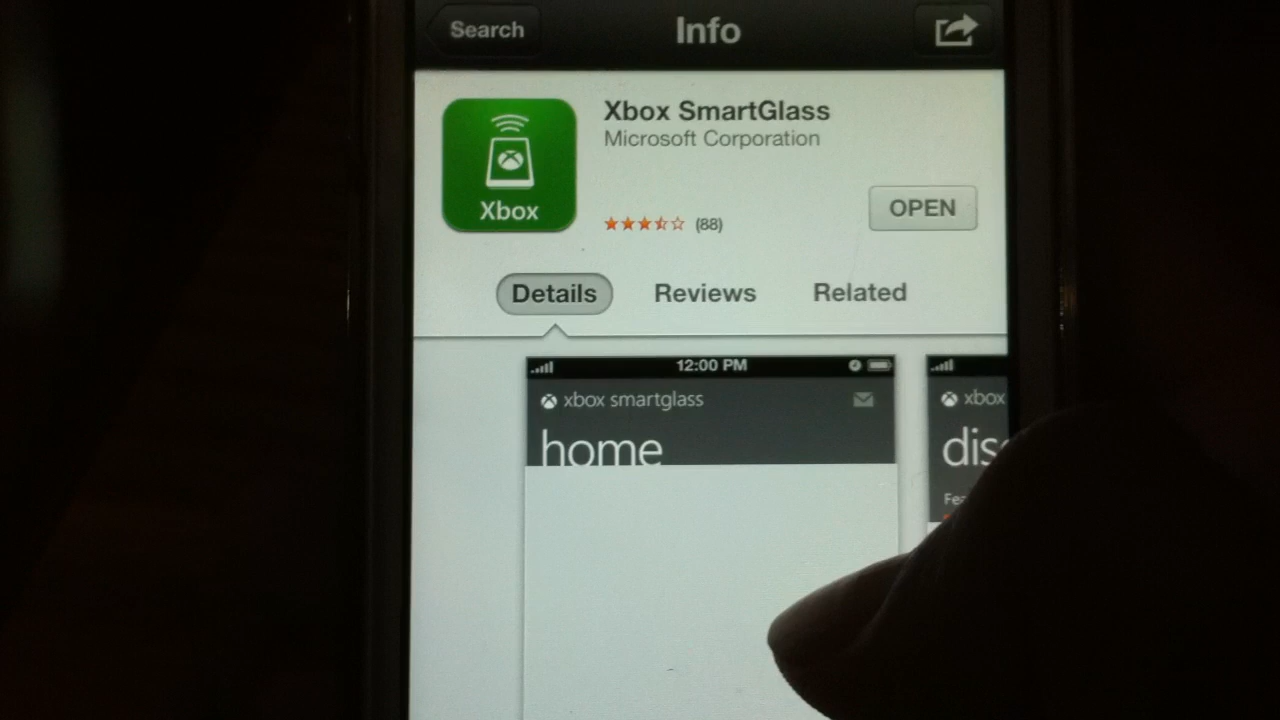 Search
Info
Xbox SmartGlass
Microsoft Corporation
Xbox
(88)
OPEN
Details
Reviews
Related
12:00 PM
xbox smartglass
home
xbox